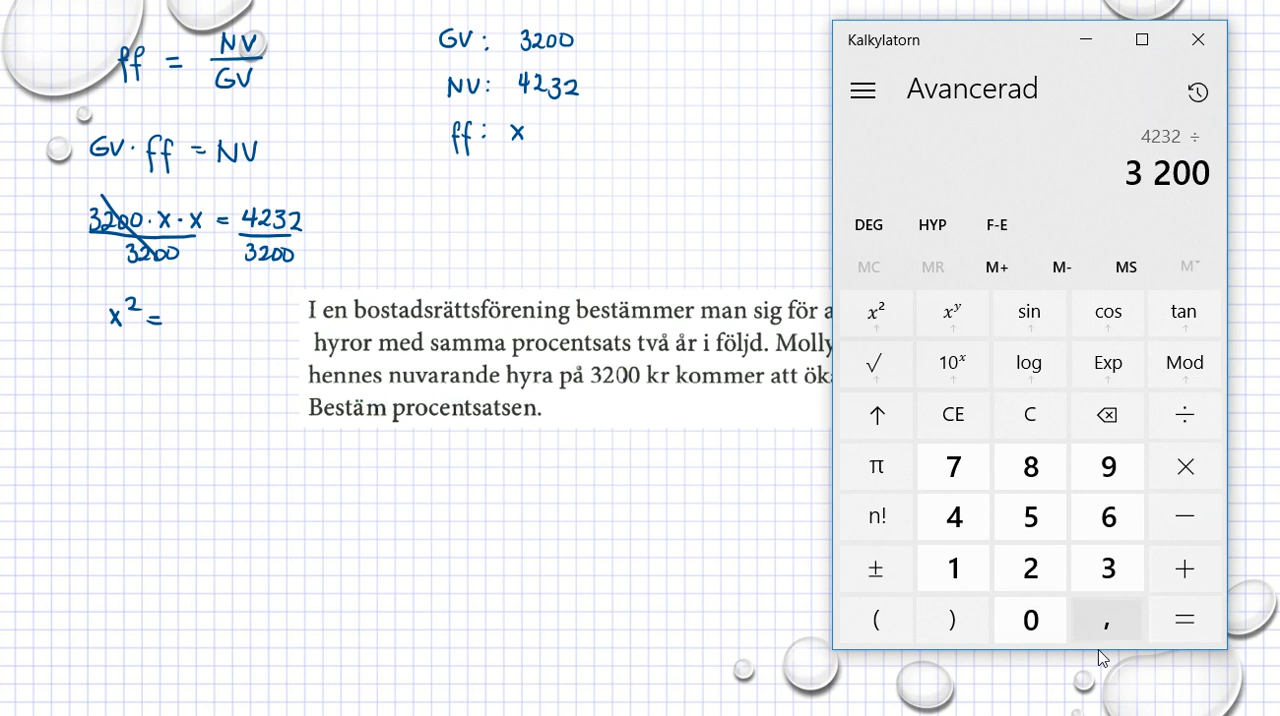 ff = NV/GV
GV · ff = NV
3200 · x · x / 3200 = 4232 / 3200
x² =
GV: 3200
NV: 4232
ff: x
I en bostadsrättsförening bestämmer man sig för
hyror med samma procentsats två år i följd. Molly
hennes nuvarande hyra på 3200 kr kommer att
Bestäm procentsatsen.
Kalkylatorn
Avancerad
4232 ÷
3 200
DEG HYP F-E
MC MR M+ M- MS M˅
x² xʸ sin cos tan
√ 10ˣ log Exp Mod
↑ CE C ⌫ ÷
π 7 8 9 ×
n! 4 5 6 −
± 1 2 3 +
( ) 0 , =